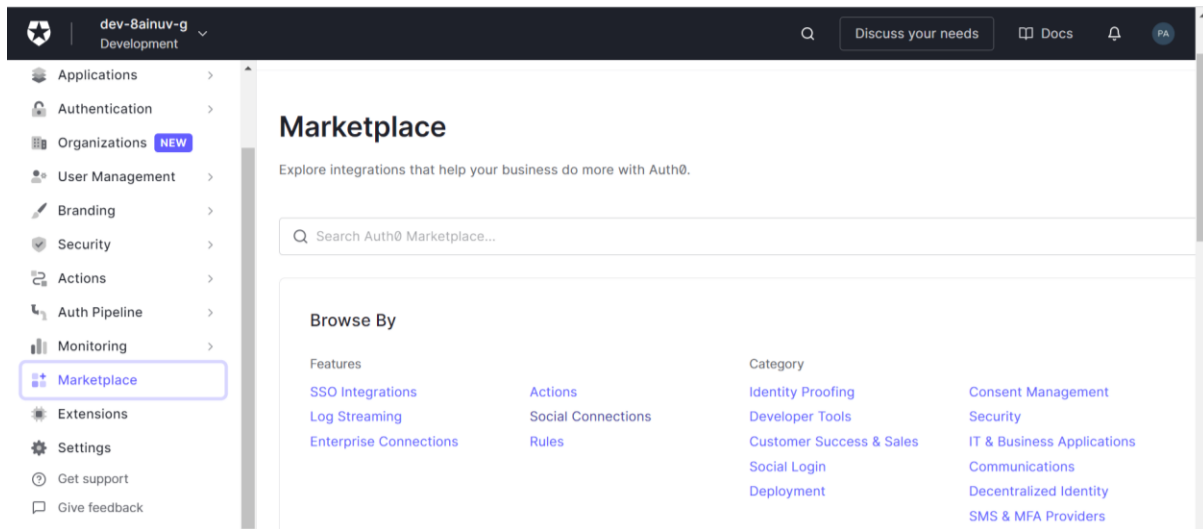 dev-8ainuv-g
Development
Discuss your needs
Docs
PA
Applications
Authentication
Organizations NEW
User Management
Branding
Security
Actions
Auth Pipeline
Monitoring
Marketplace
Extensions
Settings
Get support
Give feedback
Marketplace
Explore integrations that help your business do more with Auth0.
Search Auth0 Marketplace...
Browse By
Features
SSO Integrations
Log Streaming
Enterprise Connections
Actions
Social Connections
Rules
Category
Identity Proofing
Developer Tools
Customer Success & Sales
Social Login
Deployment
Consent Management
Security
IT & Business Applications
Communications
Decentralized Identity
SMS & MFA Providers